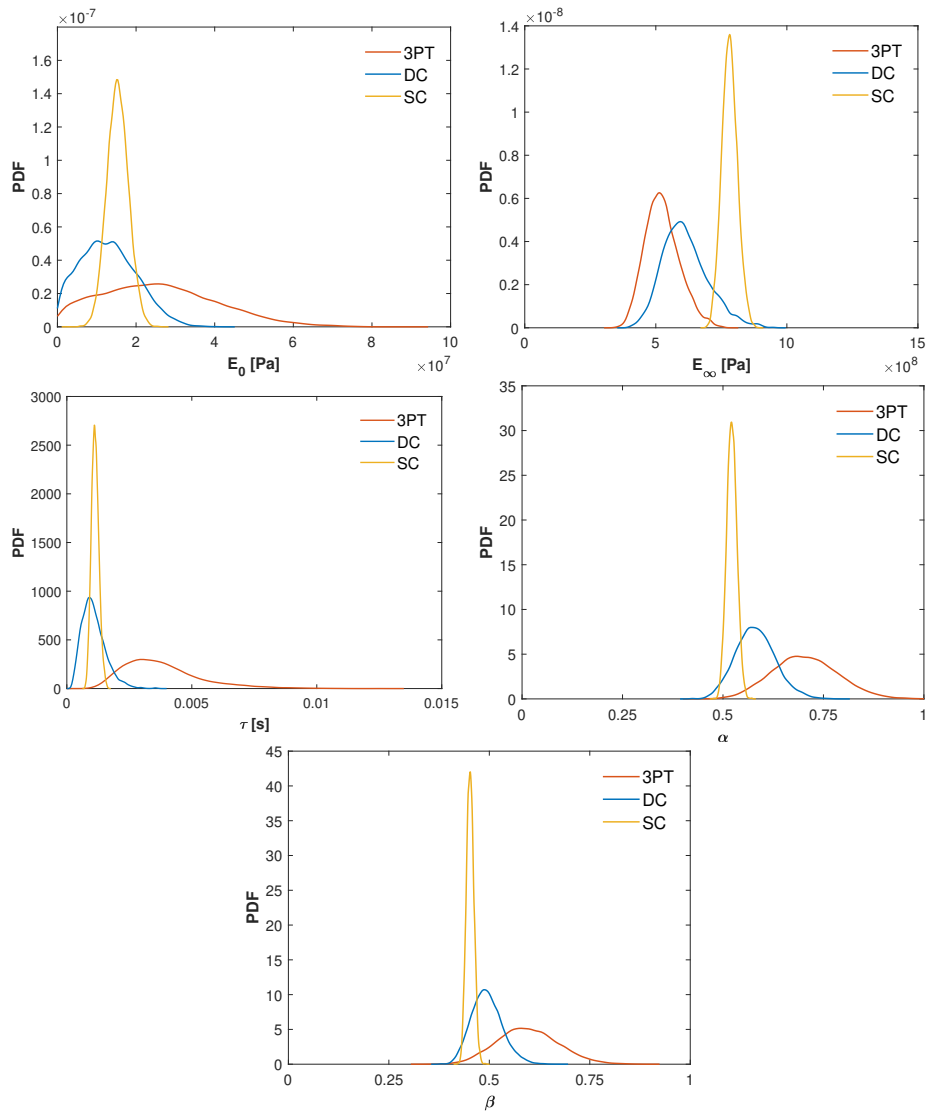 ×10⁻⁷
1.6
1.4
1.2
1
0.8
0.6
0.4
0.2
0
PDF
3PT
DC
SC
0 2 4 6 8 10
E₀ [Pa]
×10⁷
×10⁻⁸
1.4
1.2
1
0.8
0.6
0.4
0.2
0
PDF
3PT
DC
SC
0 5 10 15
E∞ [Pa]
×10⁸
3000
2500
2000
1500
1000
500
0
PDF
3PT
DC
SC
0 0.005 0.01 0.015
τ [s]
35
30
25
20
15
10
5
0
PDF
3PT
DC
SC
0 0.25 0.5 0.75 1
α
45
40
35
30
25
20
15
10
5
0
PDF
3PT
DC
SC
0 0.25 0.5 0.75 1
β